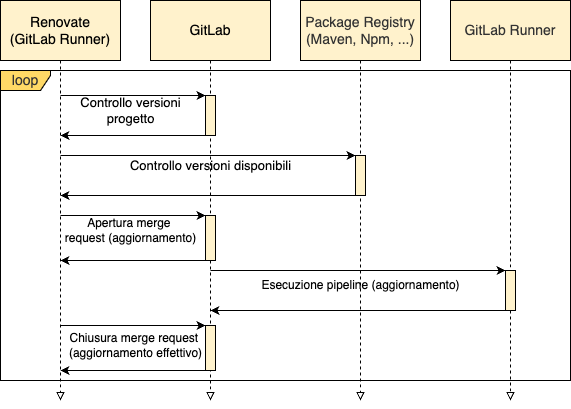 Renovate
(GitLab Runner)
GitLab
Package Registry
(Maven, Npm, ...)
GitLab Runner
loop
Controllo versioni
progetto
Controllo versioni disponibili
Apertura merge
request (aggiornamento)
Esecuzione pipeline (aggiornamento)
Chiusura merge request
(aggiornamento effettivo)